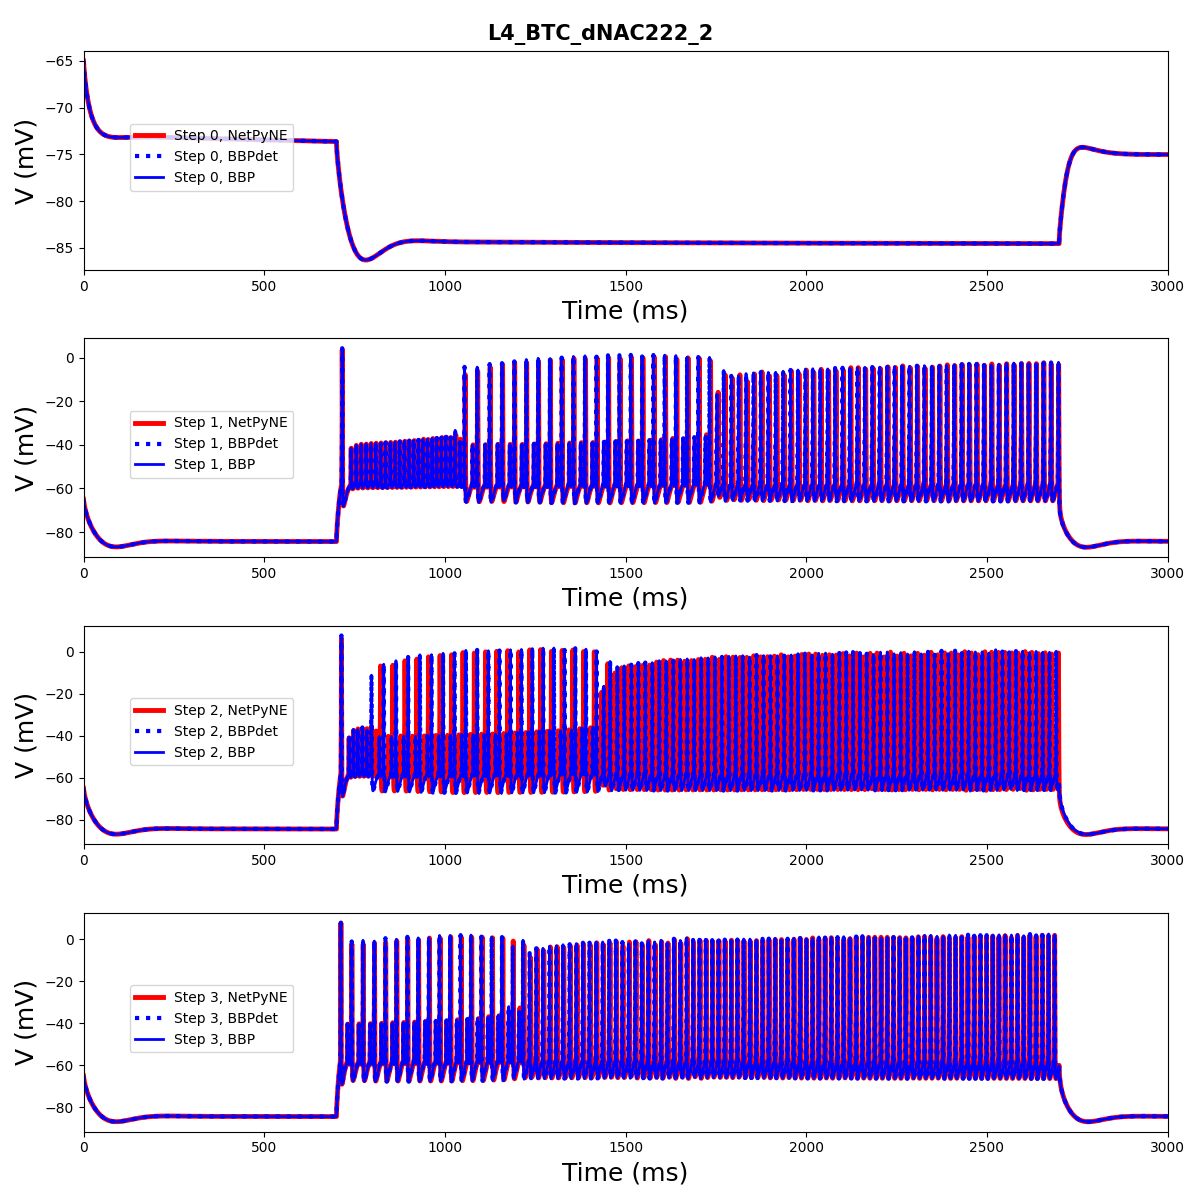 L4_BTC_dNAC222_2
−65
−70
−75
−80
−85
V (mV)
Step 0, NetPyNE
Step 0, BBPdet
Step 0, BBP
0 500 1000 1500 2000 2500 3000
Time (ms)
0
−20
−40
−60
−80
V (mV)
Step 1, NetPyNE
Step 1, BBPdet
Step 1, BBP
0 500 1000 1500 2000 2500 3000
Time (ms)
0
−20
−40
−60
−80
V (mV)
Step 2, NetPyNE
Step 2, BBPdet
Step 2, BBP
0 500 1000 1500 2000 2500 3000
Time (ms)
0
−20
−40
−60
−80
V (mV)
Step 3, NetPyNE
Step 3, BBPdet
Step 3, BBP
0 500 1000 1500 2000 2500 3000
Time (ms)